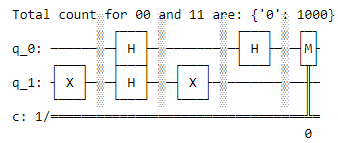 Total count for 00 and 11 are: {'0': 1000}
H H M
q_0:
X H X
q_1:
c: 1/
0